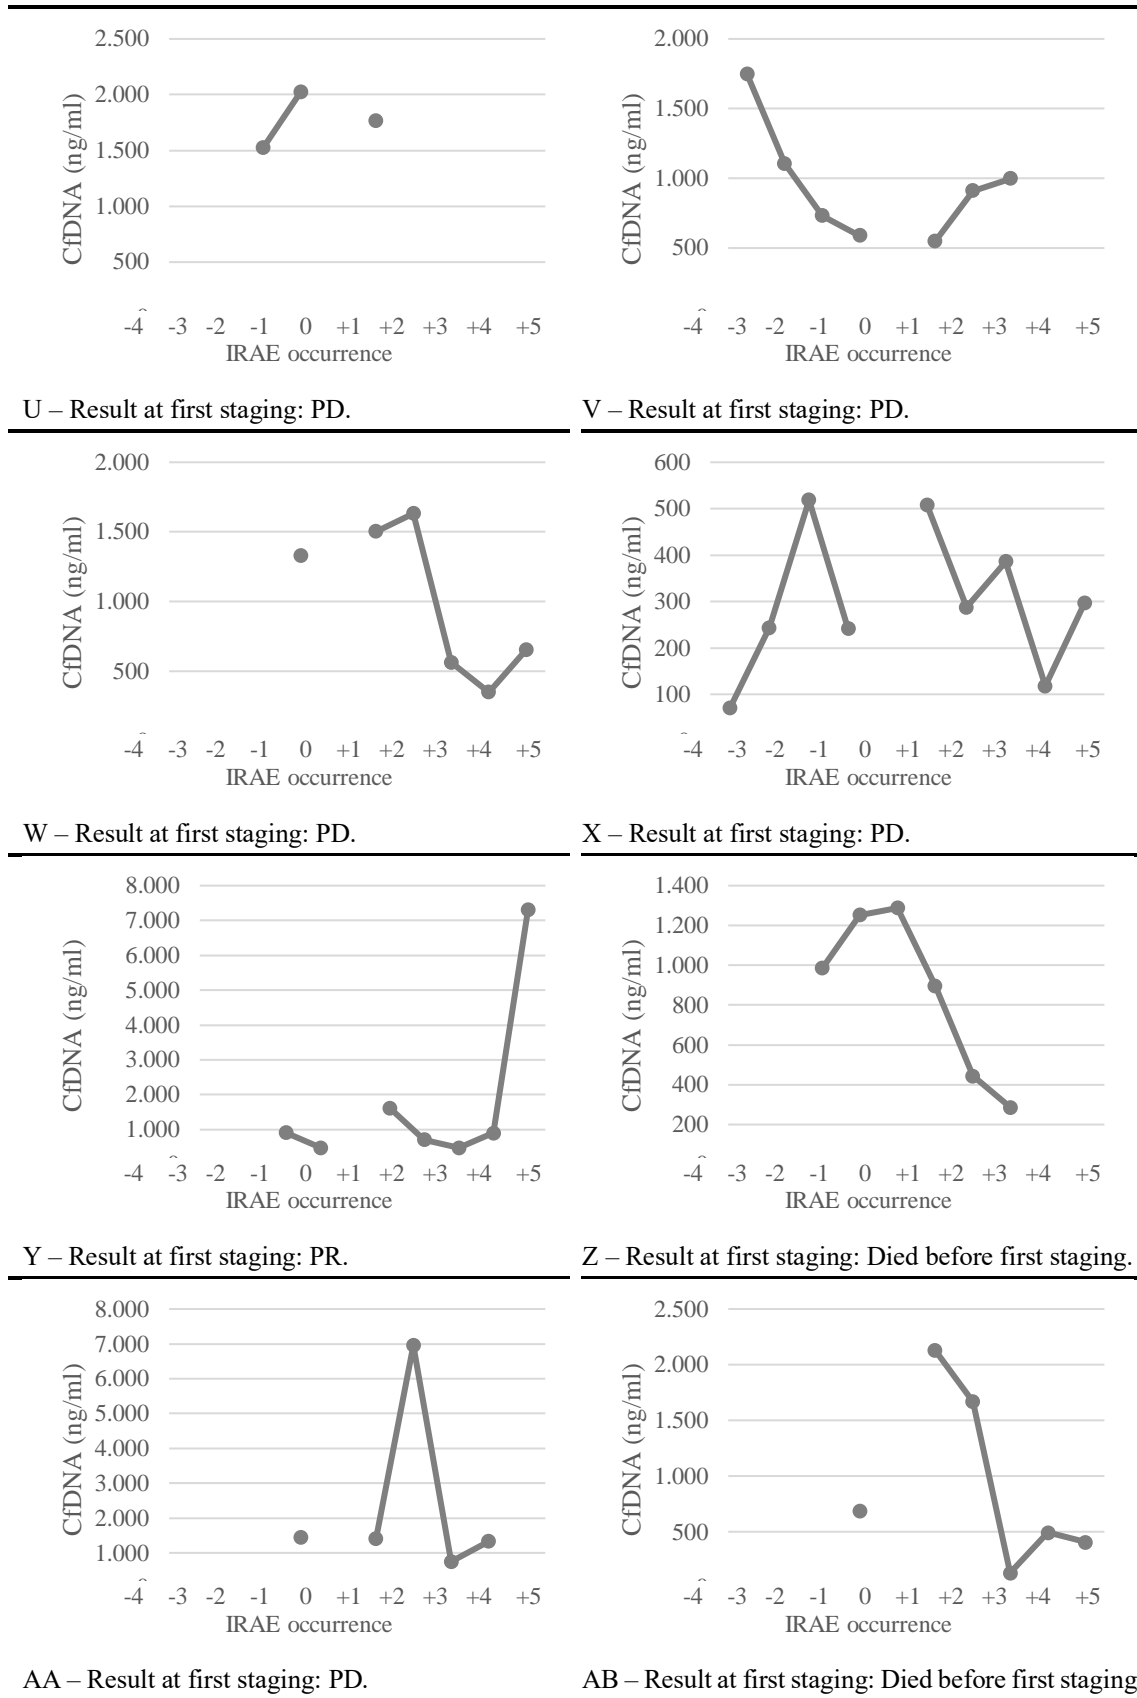 2.500
2.000
1.500
1.000
500
CfDNA (ng/ml)
-4 -3 -2 -1 0 +1 +2 +3 +4 +5
IRAE occurrence
U – Result at first staging: PD.
2.000
1.500
1.000
500
CfDNA (ng/ml)
-4 -3 -2 -1 0 +1 +2 +3 +4 +5
IRAE occurrence
V – Result at first staging: PD.
2.000
1.500
1.000
500
CfDNA (ng/ml)
-4 -3 -2 -1 0 +1 +2 +3 +4 +5
IRAE occurrence
W – Result at first staging: PD.
600
500
400
300
200
100
CfDNA (ng/ml)
-4 -3 -2 -1 0 +1 +2 +3 +4 +5
IRAE occurrence
X – Result at first staging: PD.
8.000
7.000
6.000
5.000
4.000
3.000
2.000
1.000
CfDNA (ng/ml)
-4 -3 -2 -1 0 +1 +2 +3 +4 +5
IRAE occurrence
Y – Result at first staging: PR.
1.400
1.200
1.000
800
600
400
200
CfDNA (ng/ml)
-4 -3 -2 -1 0 +1 +2 +3 +4 +5
IRAE occurrence
Z – Result at first staging: Died before first staging.
8.000
7.000
6.000
5.000
4.000
3.000
2.000
1.000
CfDNA (ng/ml)
-4 -3 -2 -1 0 +1 +2 +3 +4 +5
IRAE occurrence
AA – Result at first staging: PD.
2.500
2.000
1.500
1.000
500
CfDNA (ng/ml)
-4 -3 -2 -1 0 +1 +2 +3 +4 +5
IRAE occurrence
AB – Result at first staging: Died before first staging